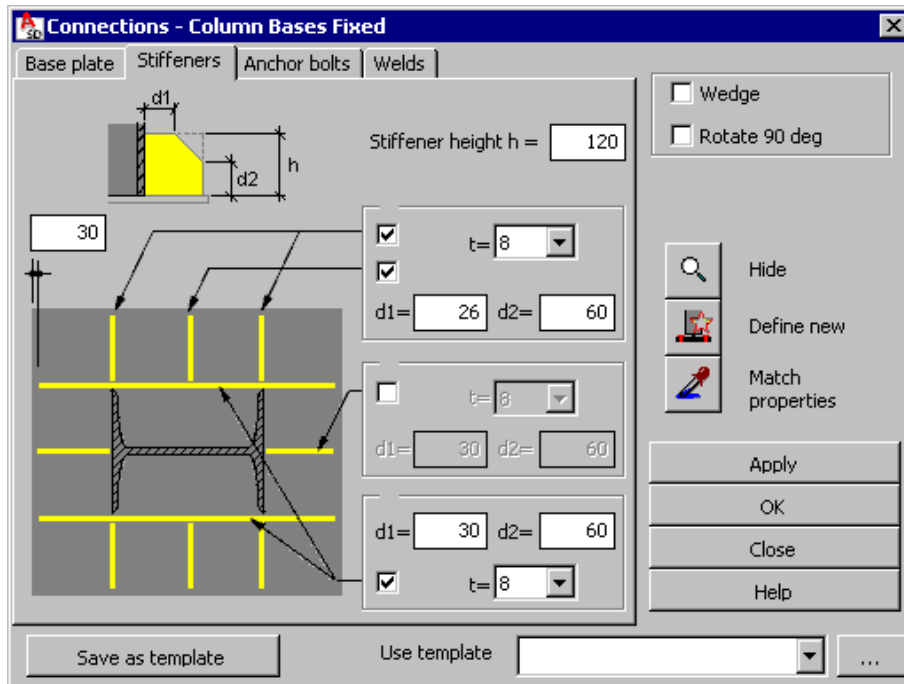 A
SD Connections - Column Bases Fixed
Base plate Stiffeners Anchor bolts Welds
d1
h
d2
Stiffener height h = 120
Wedge
Rotate 90 deg
30
t= 8
d1= 26 d2= 60
t= 8
d1= 30 d2= 60
d1= 30 d2= 60
t= 8
Hide
Define new
Match
properties
Apply
OK
Close
Help
Save as template
Use template
...